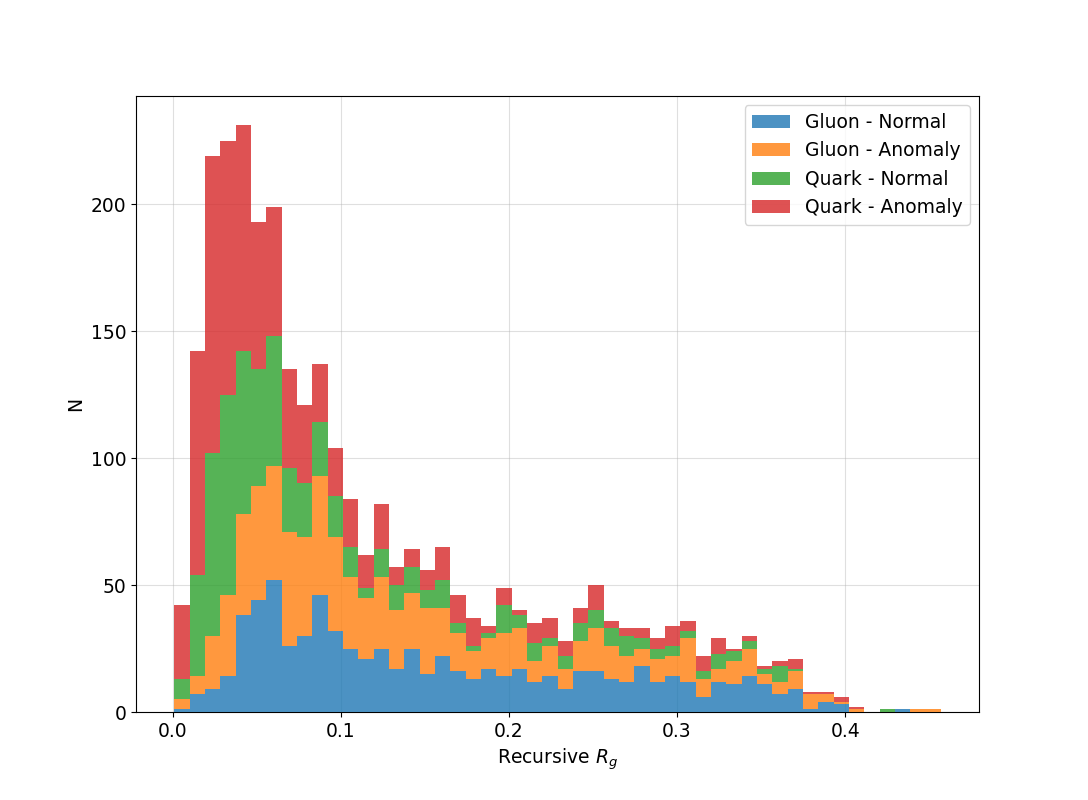 Gluon - Normal
Gluon - Anomaly
Quark - Normal
Quark - Anomaly
200
150
100
50
0
N
0.0 0.1 0.2 0.3 0.4
Recursive $R_g$